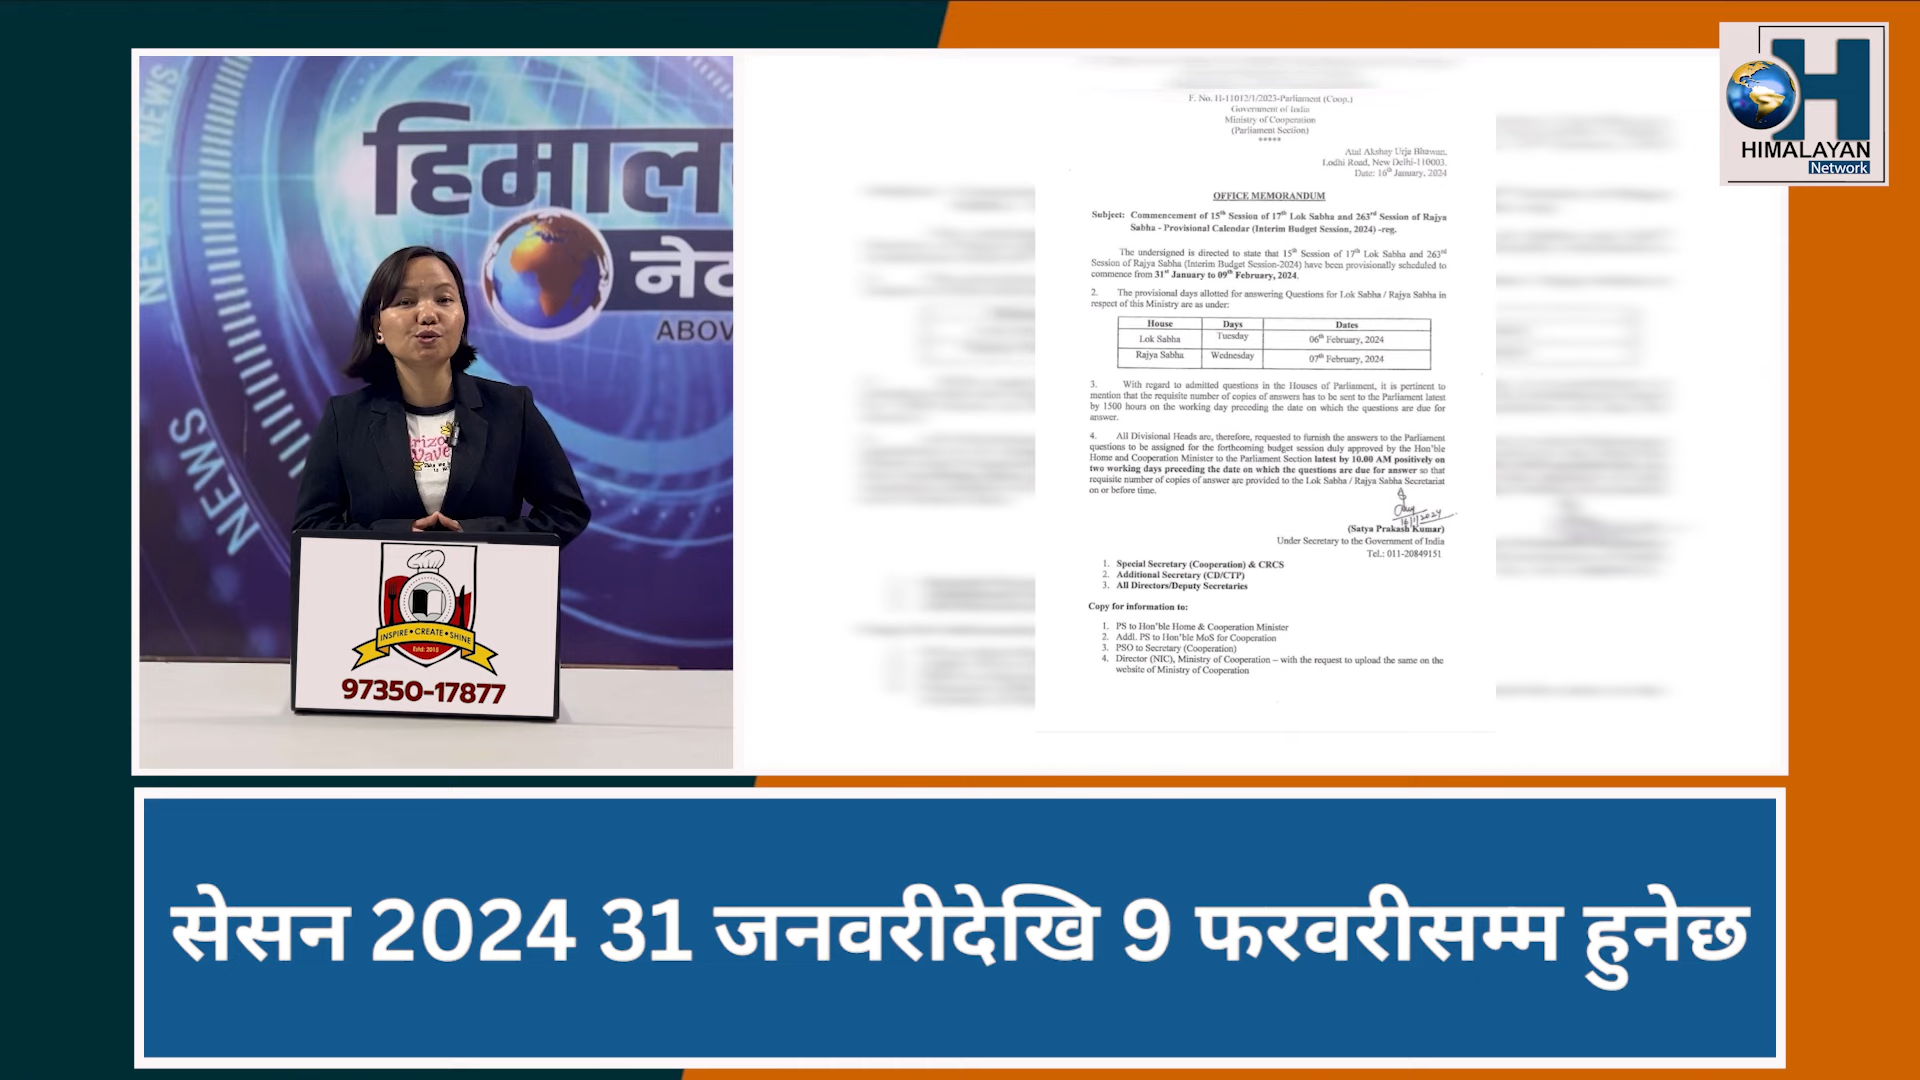 HIMALAYAN
Network
NEWS
NEWS
NEWS
NEWS
हिमाल
नेट
ABOV
INSPIRE • CREATE • SHINE
Estd: 2015
97350-17877
F. No. H-11012/1/2023-Parliament (Coop.)
Government of India
Ministry of Cooperation
(Parliament Section)
*****
Atal Akshay Urja Bhawan,
Lodhi Road, New Delhi-110003.
Date: 16th January, 2024
OFFICE MEMORANDUM
Subject: Commencement of 15th Session of 17th Lok Sabha and 263rd Session of Rajya
Sabha - Provisional Calendar (Interim Budget Session, 2024) -reg.
The undersigned is directed to state that 15th Session of 17th Lok Sabha and 263rd
Session of Rajya Sabha (Interim Budget Session-2024) have been provisionally scheduled to
commence from 31st January to 09th February, 2024.
2. The provisional days allotted for answering Questions for Lok Sabha / Rajya Sabha in
respect of this Ministry are as under:
House Days Dates
Lok Sabha Tuesday 06th February, 2024
Rajya Sabha Wednesday 07th February, 2024
3. With regard to admitted questions in the Houses of Parliament, it is pertinent to
mention that the requisite number of copies of answers has to be sent to the Parliament latest
by 1500 hours on the working day preceding the date on which the questions are due for
answer.
4. All Divisional Heads are, therefore, requested to furnish the answers to the Parliament
questions to be assigned for the forthcoming budget session duly approved by the Hon'ble
Home and Cooperation Minister to the Parliament Section latest by 10.00 AM positively on
two working days preceding the date on which the questions are due for answer so that
requisite number of copies of answer are provided to the Lok Sabha / Rajya Sabha Secretariat
on or before time.
16/1/2024
(Satya Prakash Kumar)
Under Secretary to the Government of India
Tel.: 011-20849151
1. Special Secretary (Cooperation) & CRCS
2. Additional Secretary (CD/CTP)
3. All Directors/Deputy Secretaries
Copy for information to:
1. PS to Hon'ble Home & Cooperation Minister
2. Addl. PS to Hon'ble MoS for Cooperation
3. PSO to Secretary (Cooperation)
4. Director (NIC), Ministry of Cooperation – with the request to upload the same on the
website of Ministry of Cooperation
सेसन 2024 31 जनवरीदेखि 9 फरवरीसम्म हुनेछ